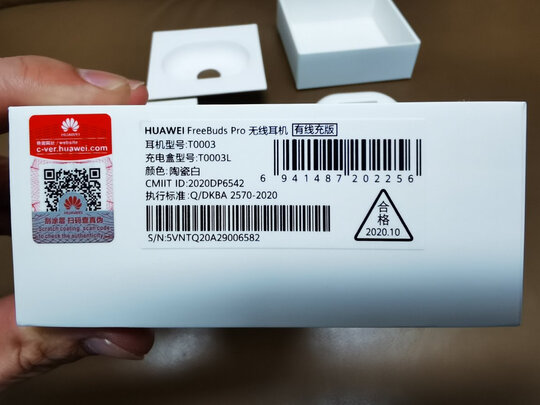 HUAWEI
查询网址 / website
c-ver.huawei.com
HUAWEI
刮涂层 扫码查真伪
Scratch coating, scan code
to check the authenticity
HUAWEI FreeBuds Pro 无线耳机 有线充版
耳机型号:T0003
充电盒型号:T0003L
颜色:陶瓷白
CMIIT ID:2020DP6542
执行标准:Q/DKBA 2570-2020
6 941487 202256
S/N:5VNTQ20A29006582
合
格
2020.10